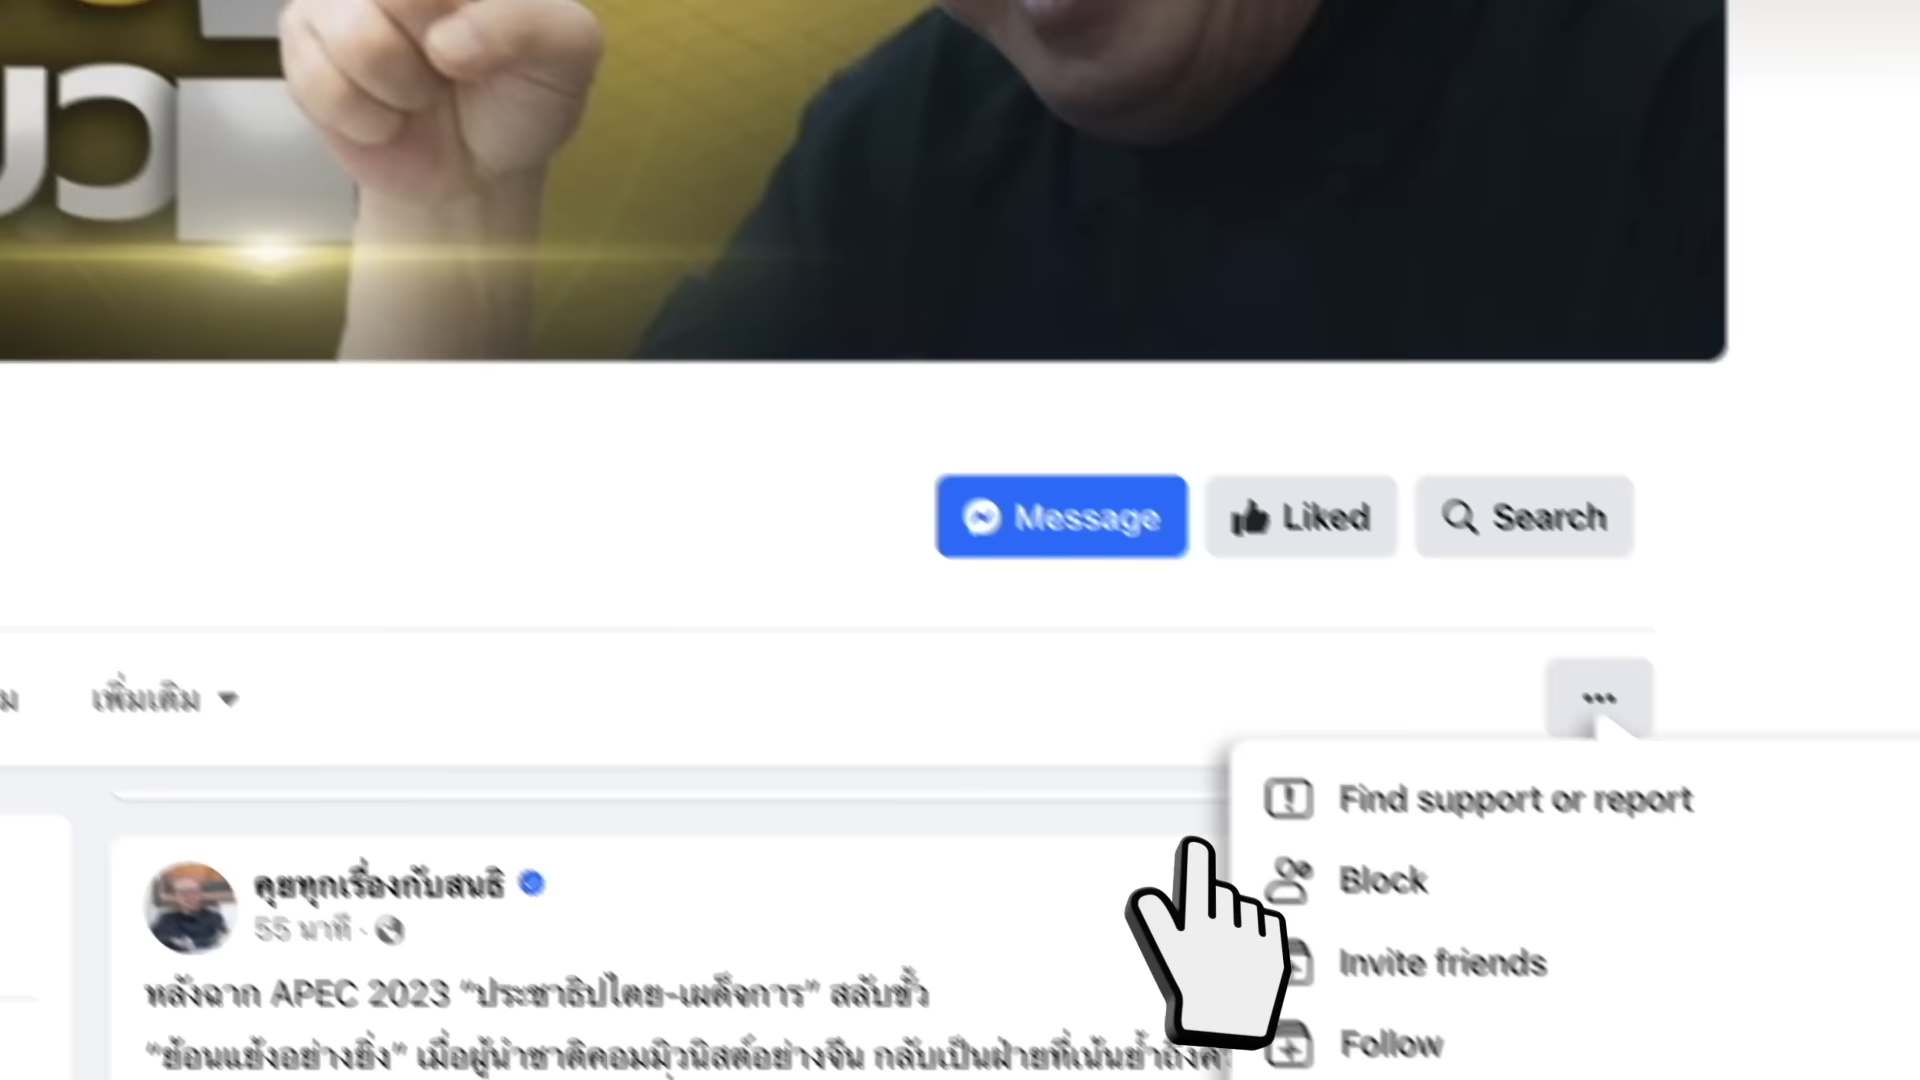 Message
Liked
Search
เพิ่มเติม
Find support or report
Block
Invite friends
Follow
คุยทุกเรื่องกับสนธิ
55 นาที ·
หลังฉาก APEC 2023 “ประชาธิปไตย-เผด็จการ” สลับขั้ว
“ย้อนแย้งอย่างยิ่ง” เมื่อผู้นำชาติคอมมิวนิสต์อย่างจีน กลับเป็นฝ่ายที่เน้นย้ำถึง